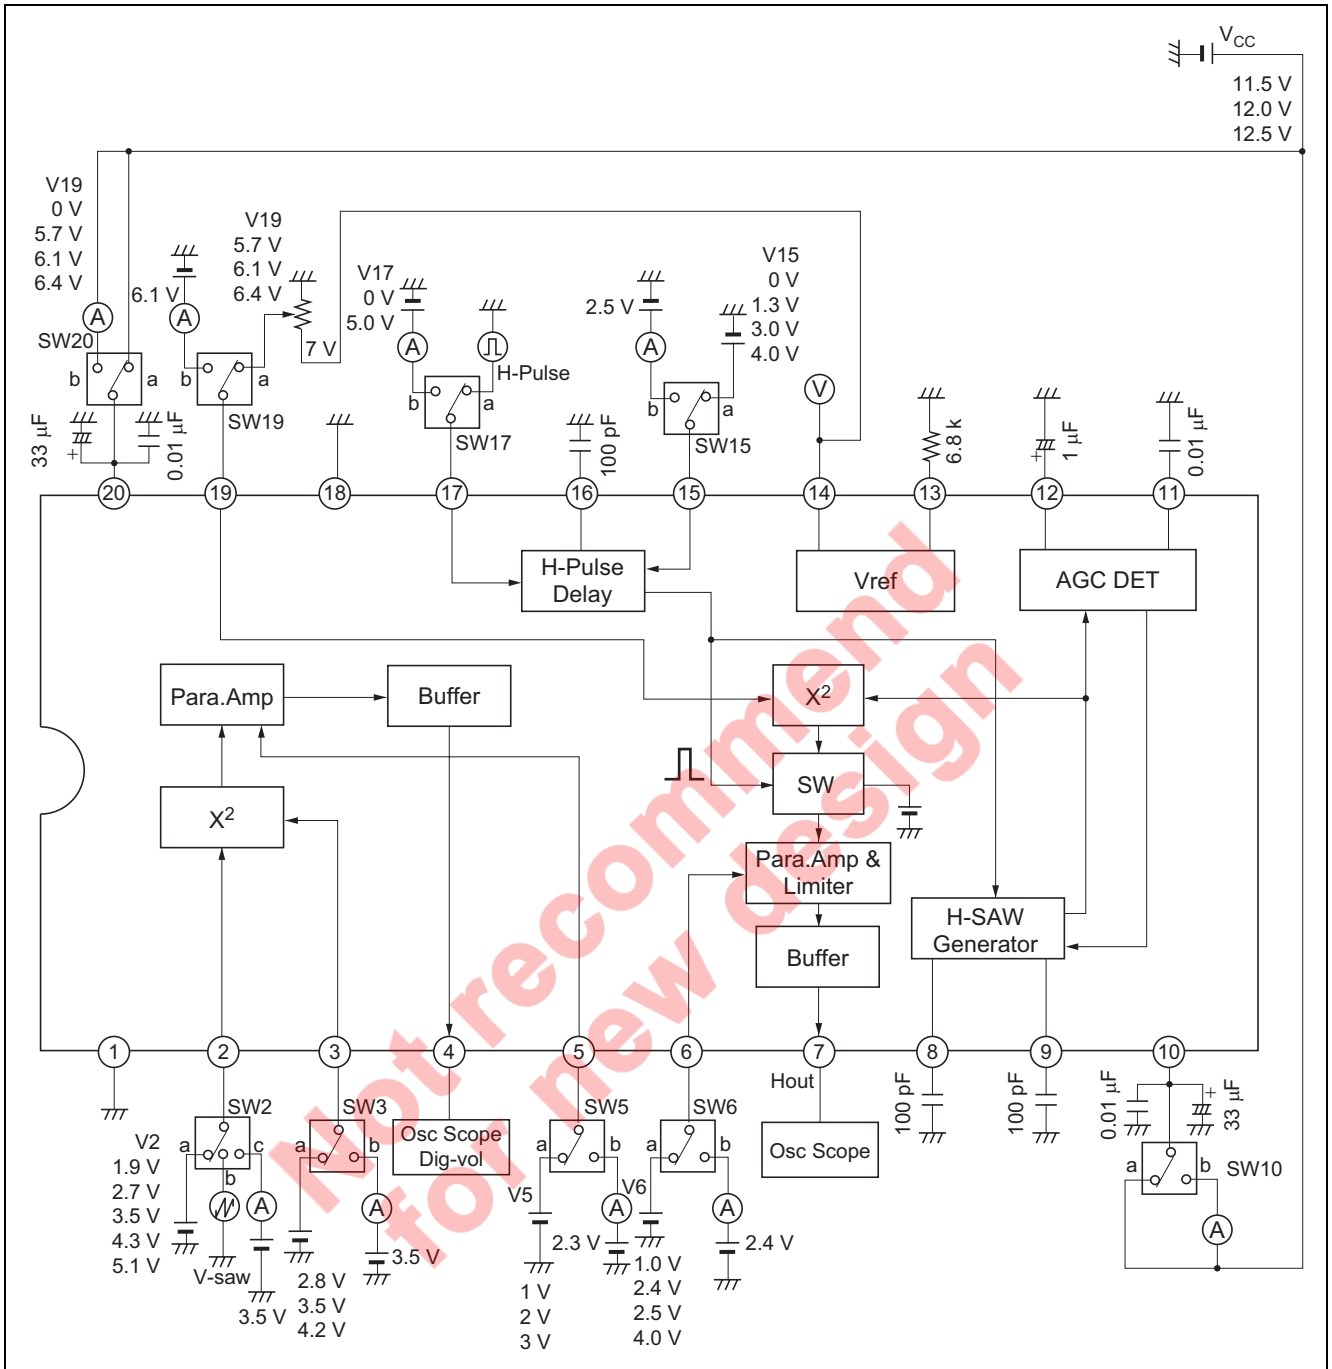 VCC
11.5 V
12.0 V
12.5 V
V19
0 V
5.7 V
6.1 V
6.4 V
A
SW20
b
a
33 µF
+
0.01 µF
6.1 V
A
b
a
SW19
V19
5.7 V
6.1 V
6.4 V
7 V
V17
0 V
5.0 V
A
H-Pulse
b
a
SW17
100 pF
2.5 V
A
b
a
SW15
V15
0 V
1.3 V
3.0 V
4.0 V
V
6.8 k
+
1 µF
0.01 µF
20
19
18
17
16
15
14
13
12
11
H-Pulse
Delay
Vref
AGC DET
Para.Amp
Buffer
X2
SW
X2
Para.Amp &
Limiter
Buffer
H-SAW
Generator
Not recommend
for new design
1
2
3
4
5
6
7
8
9
10
Hout
SW2
a
b
c
V2
1.9 V
2.7 V
3.5 V
4.3 V
5.1 V
V-saw
A
3.5 V
SW3
a
b
2.8 V
3.5 V
4.2 V
A
3.5 V
Osc Scope
Dig-vol
SW5
a
b
V5
1 V
2 V
3 V
A
2.3 V
SW6
a
b
V6
1.0 V
2.4 V
2.5 V
4.0 V
A
2.4 V
Osc Scope
100 pF
100 pF
0.01 µF
+
33 µF
a
b
SW10
A